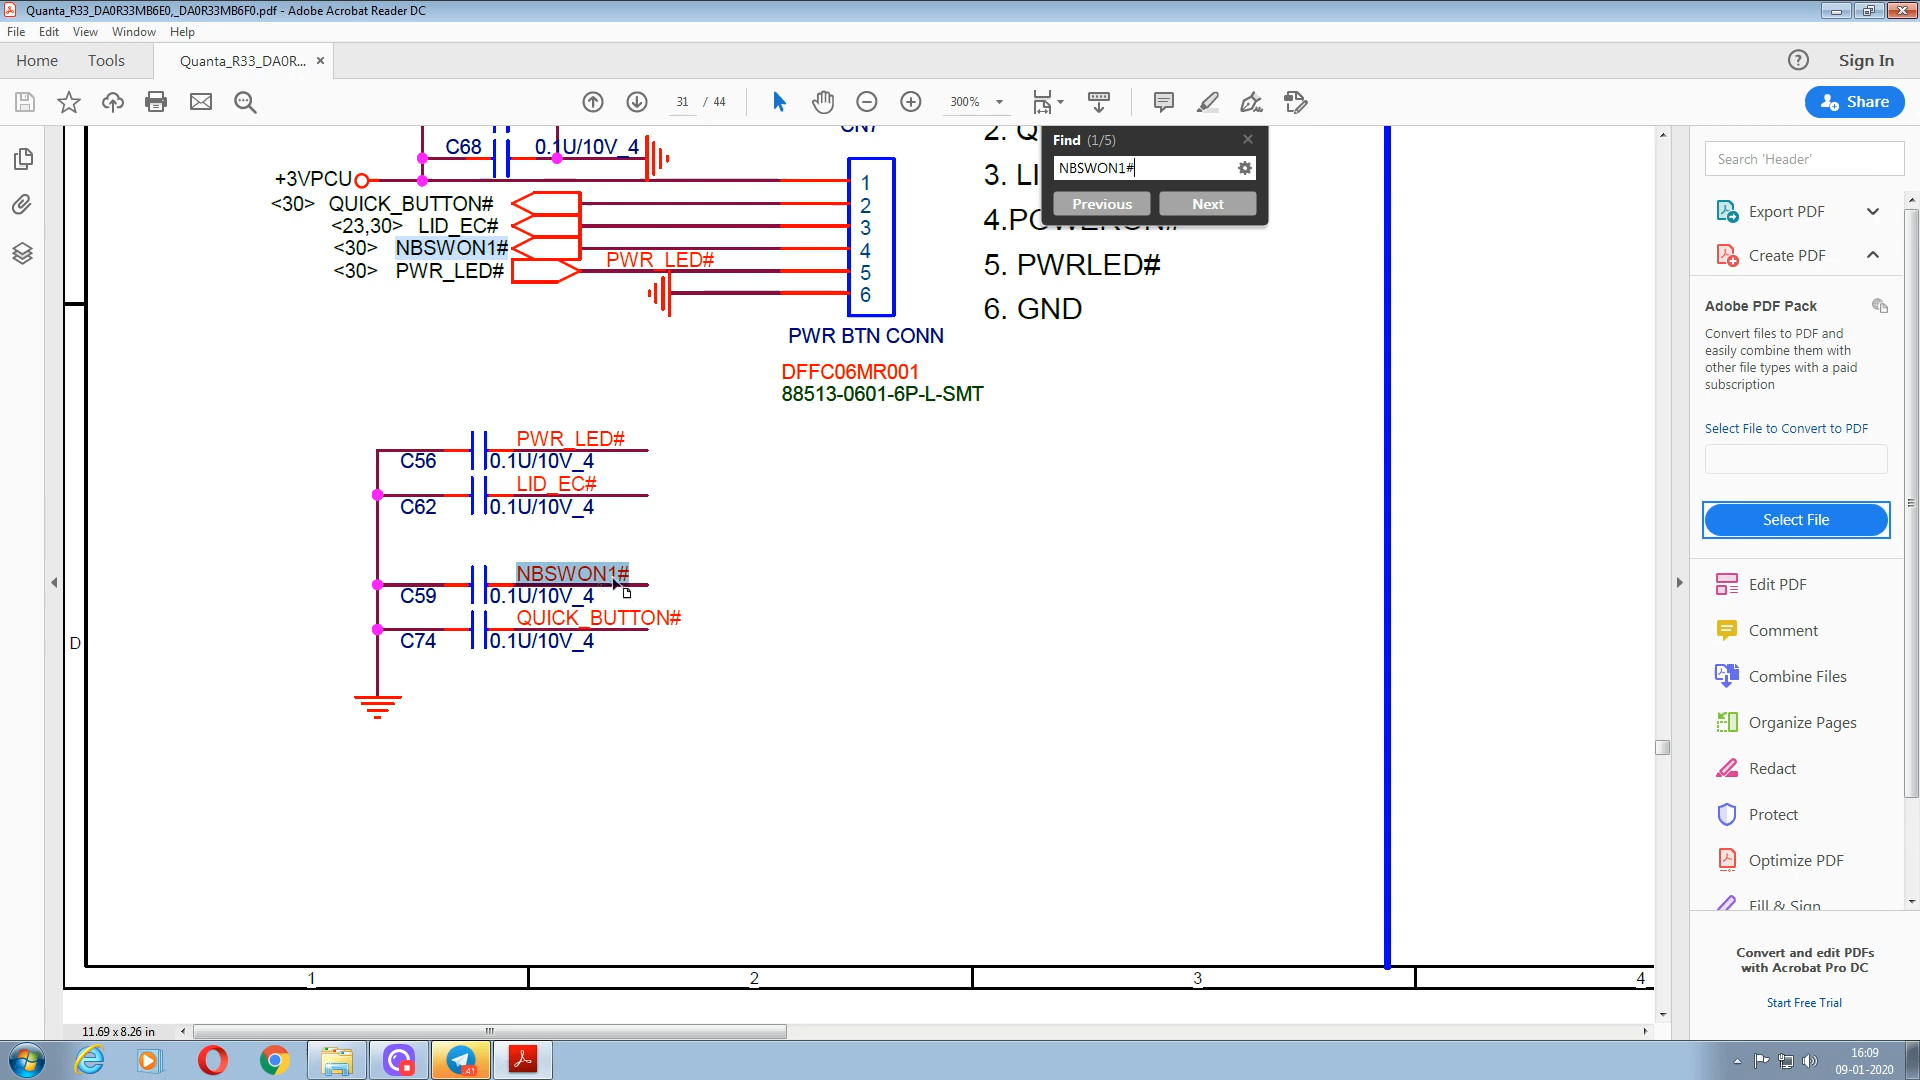 Quanta_R33_DA0R33MB6E0,_DA0R33MB6F0.pdf - Adobe Acrobat Reader DC
File Edit View Window Help
Home Tools Quanta_R33_DA0R... × Sign In
31 / 44 300% Share
Find (1/5)
NBSWON1#
Previous Next
C68 0.1U/10V_4
+3VPCU
<30> QUICK_BUTTON#
<23,30> LID_EC#
<30> NBSWON1#
<30> PWR_LED#
PWR_LED#
1
2
3
4
5
6
3. LI
5. PWRLED#
6. GND
PWR BTN CONN
DFFC06MR001
88513-0601-6P-L-SMT
PWR_LED#
C56 0.1U/10V_4
LID_EC#
C62 0.1U/10V_4
NBSWON1#
C59 0.1U/10V_4
QUICK_BUTTON#
C74 0.1U/10V_4
D
1 2 3 4
11.69 x 8.26 in
Search 'Header'
Export PDF
Create PDF
Adobe PDF Pack
Convert files to PDF and
easily combine them with
other file types with a paid
subscription
Select File to Convert to PDF
Select File
Edit PDF
Comment
Combine Files
Organize Pages
Redact
Protect
Optimize PDF
Fill & Sign
Convert and edit PDFs
with Acrobat Pro DC
Start Free Trial
41
16:09
09-01-2020